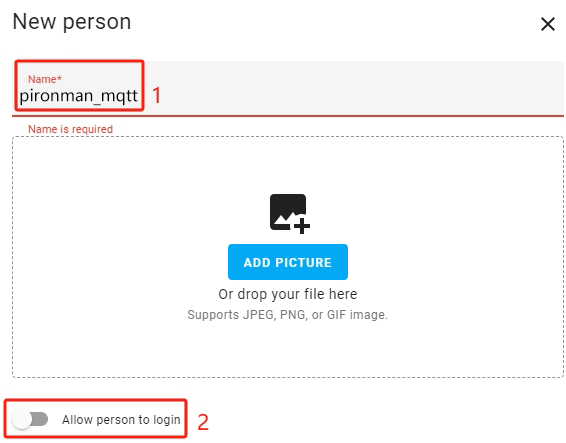 New person
Name*
pironman_mqtt 1
Name is required
ADD PICTURE
Or drop your file here
Supports JPEG, PNG, or GIF image.
Allow person to login 2